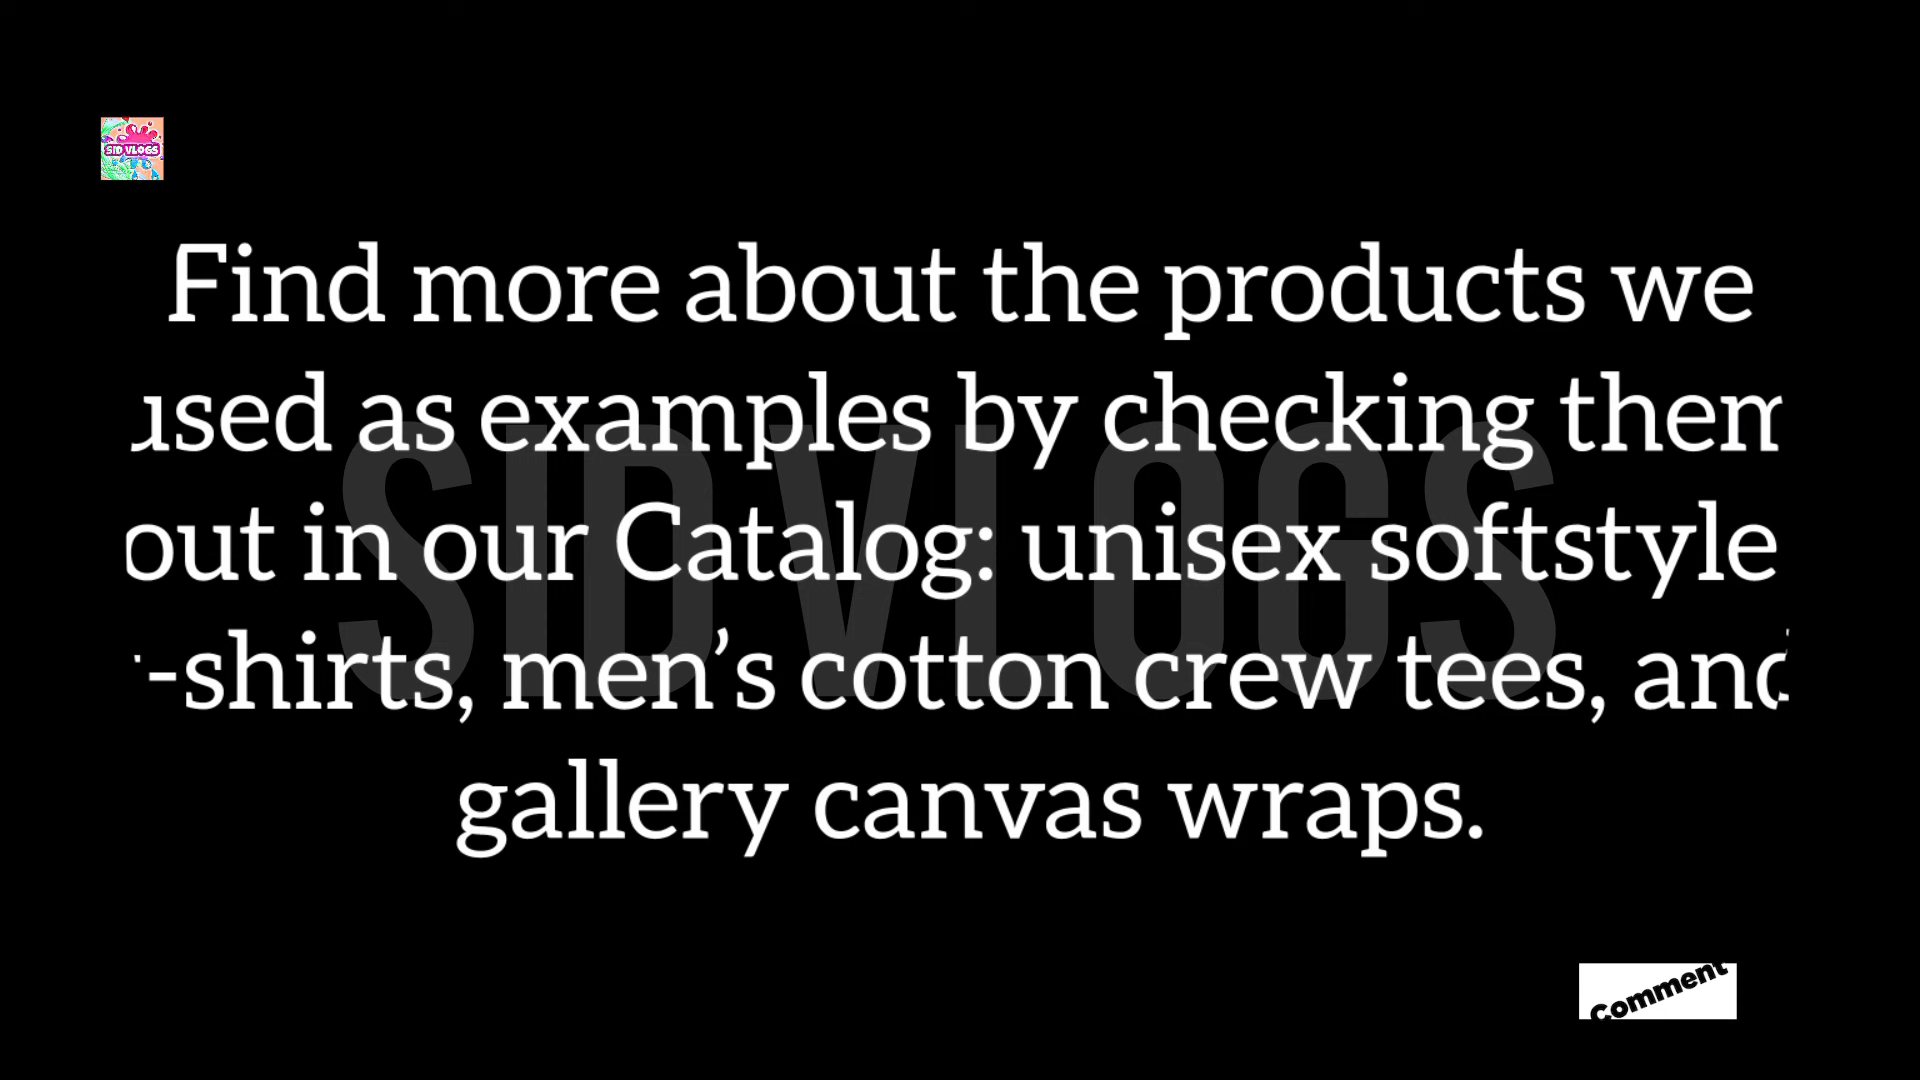 SID VLOGS
Find more about the products we
used as examples by checking them
out in our Catalog: unisex softstyle
-shirts, men’s cotton crew tees, and
gallery canvas wraps.
SID VLOGS
Comment